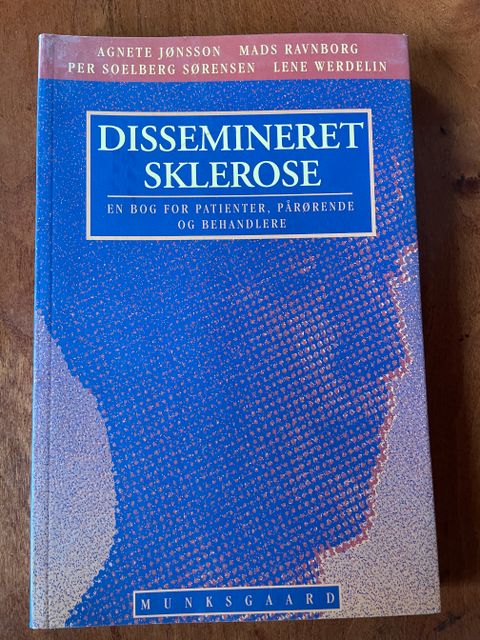 AGNETE JØNSSON MADS RAVNBORG
PER SOELBERG SØRENSEN LENE WERDELIN
DISSEMINERET
SKLEROSE
EN BOG FOR PATIENTER, PÅRØRENDE
OG BEHANDLERE
MUNKSGAARD